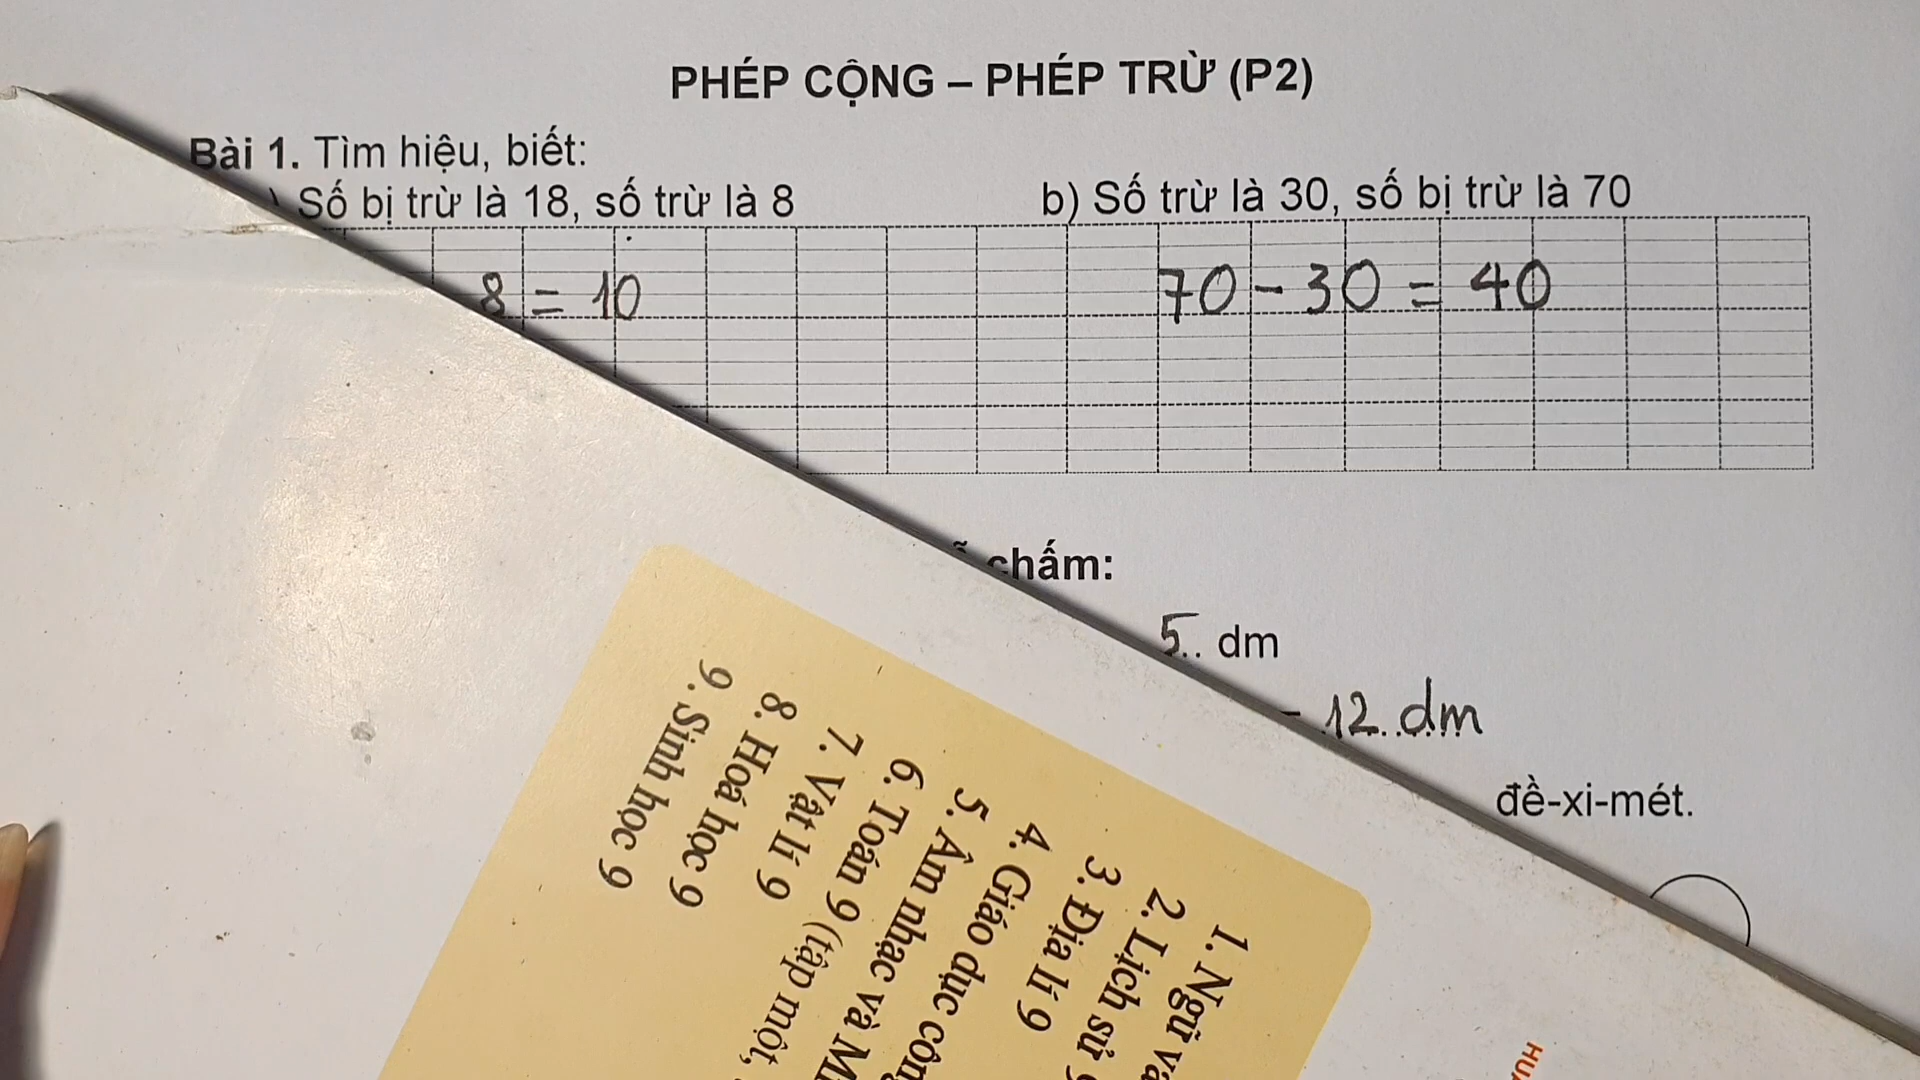 PHÉP CỘNG – PHÉP TRỪ (P2)
Bài 1. Tìm hiệu, biết:
) Số bị trừ là 18, số trừ là 8
b) Số trừ là 30, số bị trừ là 70
8 = 10
70 - 30 = 40
chấm:
5.. dm
12..dm
đề-xi-mét.
1. Ngữ vă
2. Lịch sử 9
3. Địa lí 9
4. Giáo dục côn
5. Âm nhạc và M
6. Toán 9 (tập một,
7. Vật lí 9
8. Hoá học 9
9. Sinh học 9